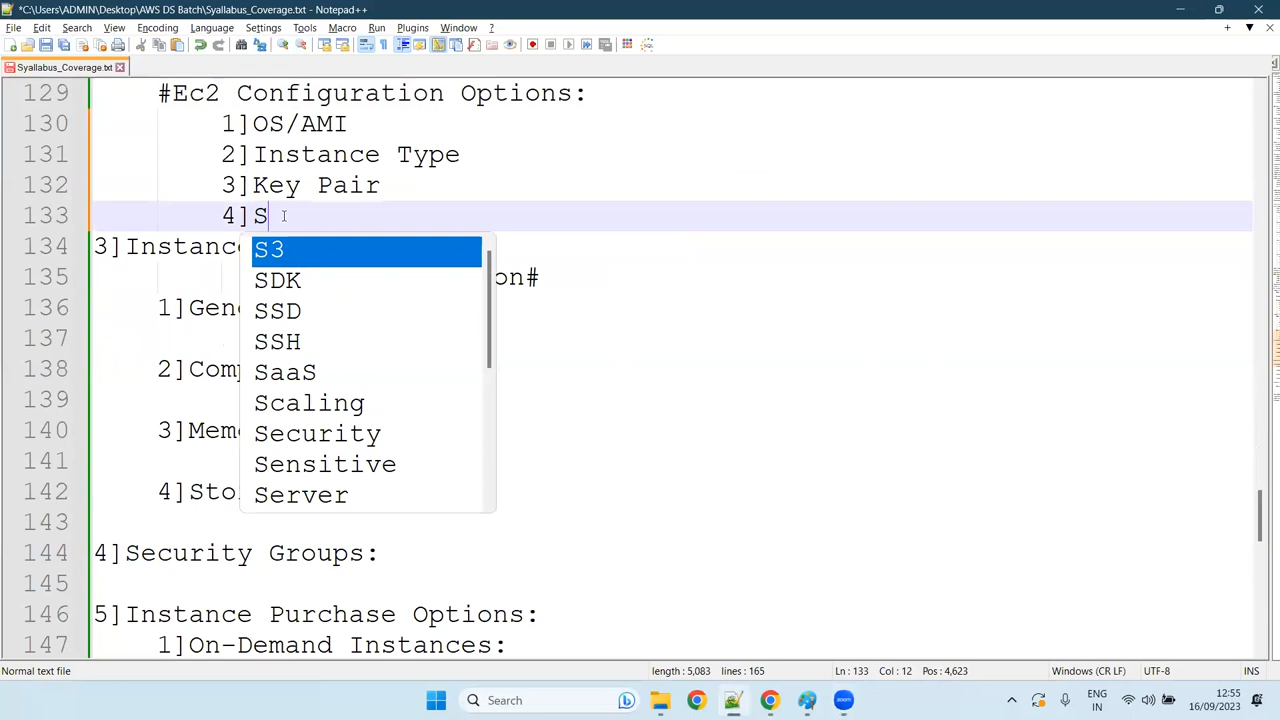 *C:\Users\ADMIN\Desktop\AWS DS Batch\Syallabus_Coverage.txt - Notepad++
File Edit Search View Encoding Language Settings Tools Macro Run Plugins Window ?
Syallabus_Coverage.txt
129 #Ec2 Configuration Options:
130 1]OS/AMI
131 2]Instance Type
132 3]Key Pair
133 4]S
134 3]Instanc
S3
135 on#
SDK
136 1]Gen
SSD
137
SSH
138 2]Com
SaaS
139
Scaling
140 3]Mem
Security
141
Sensitive
142 4]Sto
Server
143
144 4]Security Groups:
145
146 5]Instance Purchase Options:
147 1]On-Demand Instances:
Normal text file length : 5,083 lines : 165 Ln : 133 Col : 12 Pos : 4,623 Windows (CR LF) UTF-8 INS
Search ENG IN 12:55 16/09/2023